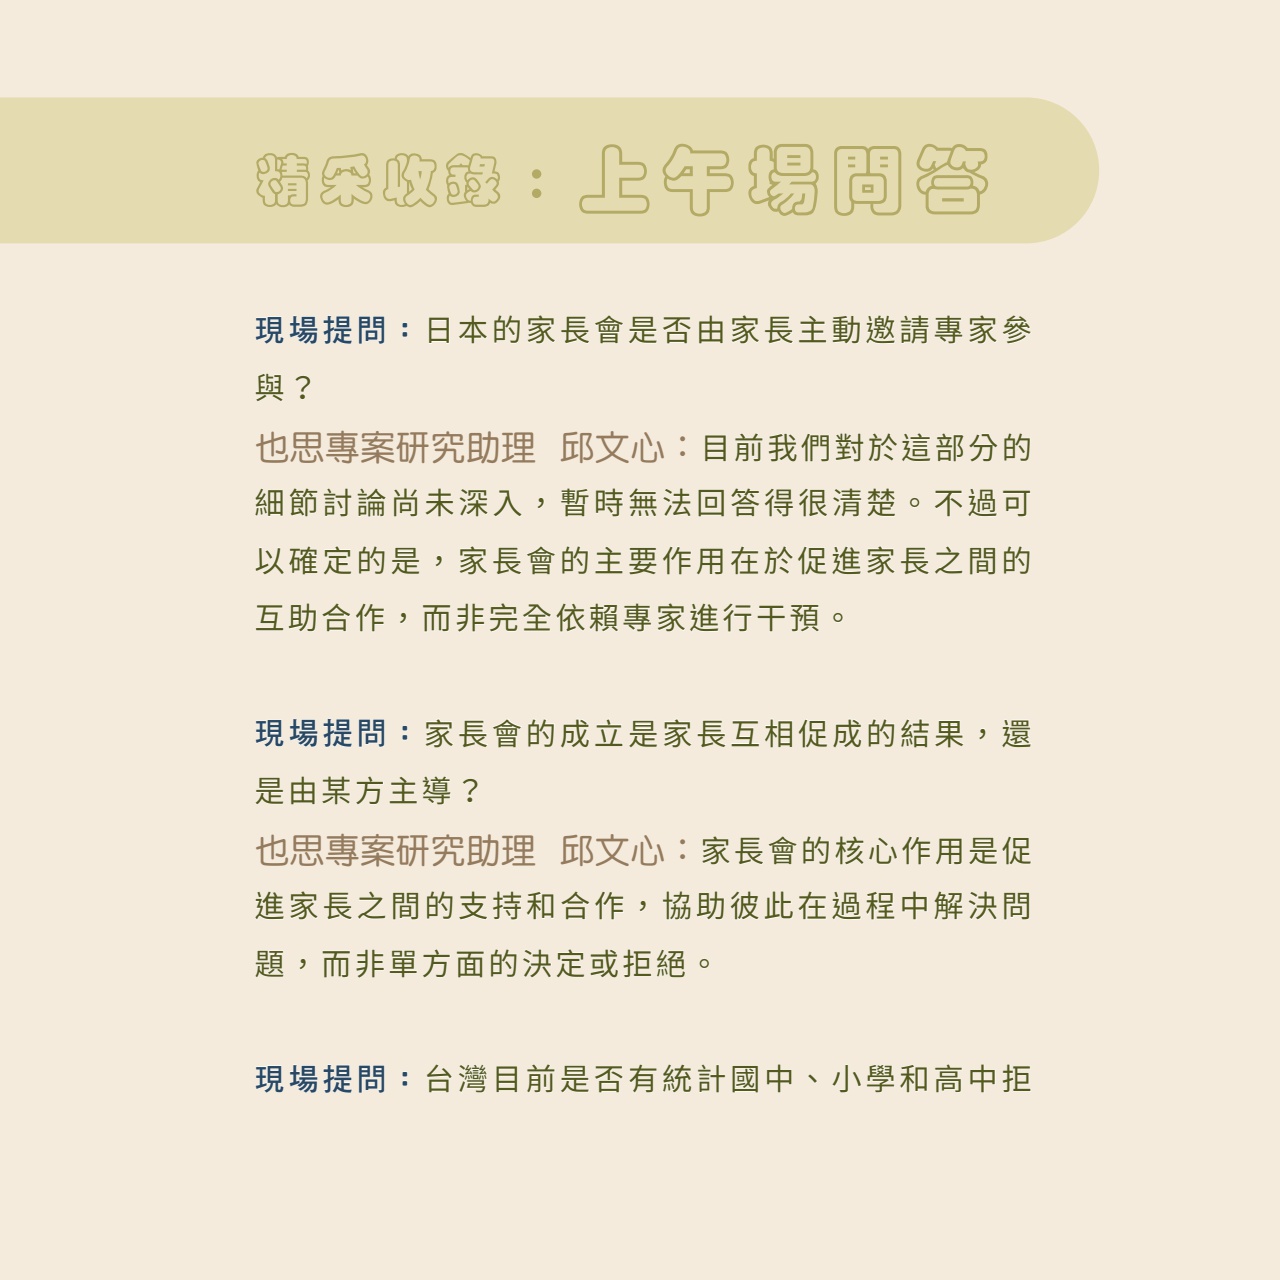 精采收錄：上午場問答
現場提問：日本的家長會是否由家長主動邀請專家參
與？
也思專案研究助理 邱文心：目前我們對於這部分的
細節討論尚未深入，暫時無法回答得很清楚。不過可
以確定的是，家長會的主要作用在於促進家長之間的
互助合作，而非完全依賴專家進行干預。
現場提問：家長會的成立是家長互相促成的結果，還
是由某方主導？
也思專案研究助理 邱文心：家長會的核心作用是促
進家長之間的支持和合作，協助彼此在過程中解決問
題，而非單方面的決定或拒絕。
現場提問：台灣目前是否有統計國中、小學和高中拒